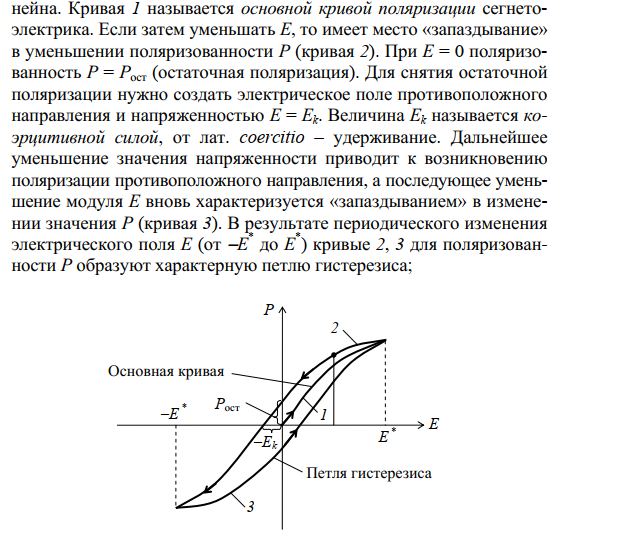 нейна. Кривая 1 называется основной кривой поляризации сегнето-
электрика. Если затем уменьшать E, то имеет место «запаздывание»
в уменьшении поляризованности P (кривая 2). При E = 0 поляризо-
ванность P = Pост (остаточная поляризация). Для снятия остаточной
поляризации нужно создать электрическое поле противоположного
направления и напряженностью E = Ek. Величина Ek называется ко-
эрцитивной силой, от лат. coercitio – удерживание. Дальнейшее
уменьшение значения напряженности приводит к возникновению
поляризации противоположного направления, а последующее умень-
шение модуля E вновь характеризуется «запаздыванием» в измене-
нии значения P (кривая 3). В результате периодического изменения
электрического поля E (от –E* до E*) кривые 2, 3 для поляризован-
ности P образуют характерную петлю гистерезиса;
P
2
Основная кривая
–E*
Pост
1
E
–Ek
E*
Петля гистерезиса
3